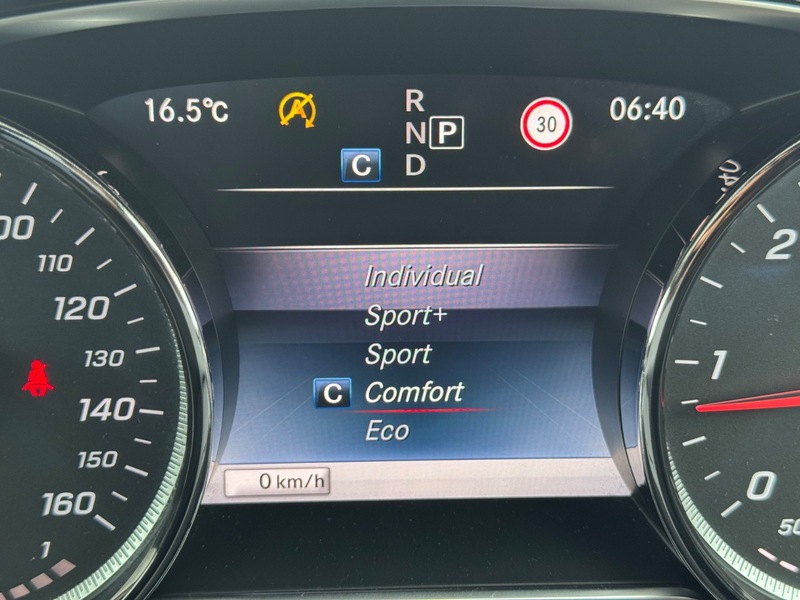 16.5°C
A
R
N
P
D
C
30
06:40
Individual
Sport+
Sport
C Comfort
Eco
0 km/h
110
120
130
140
150
160
1
2
1
0